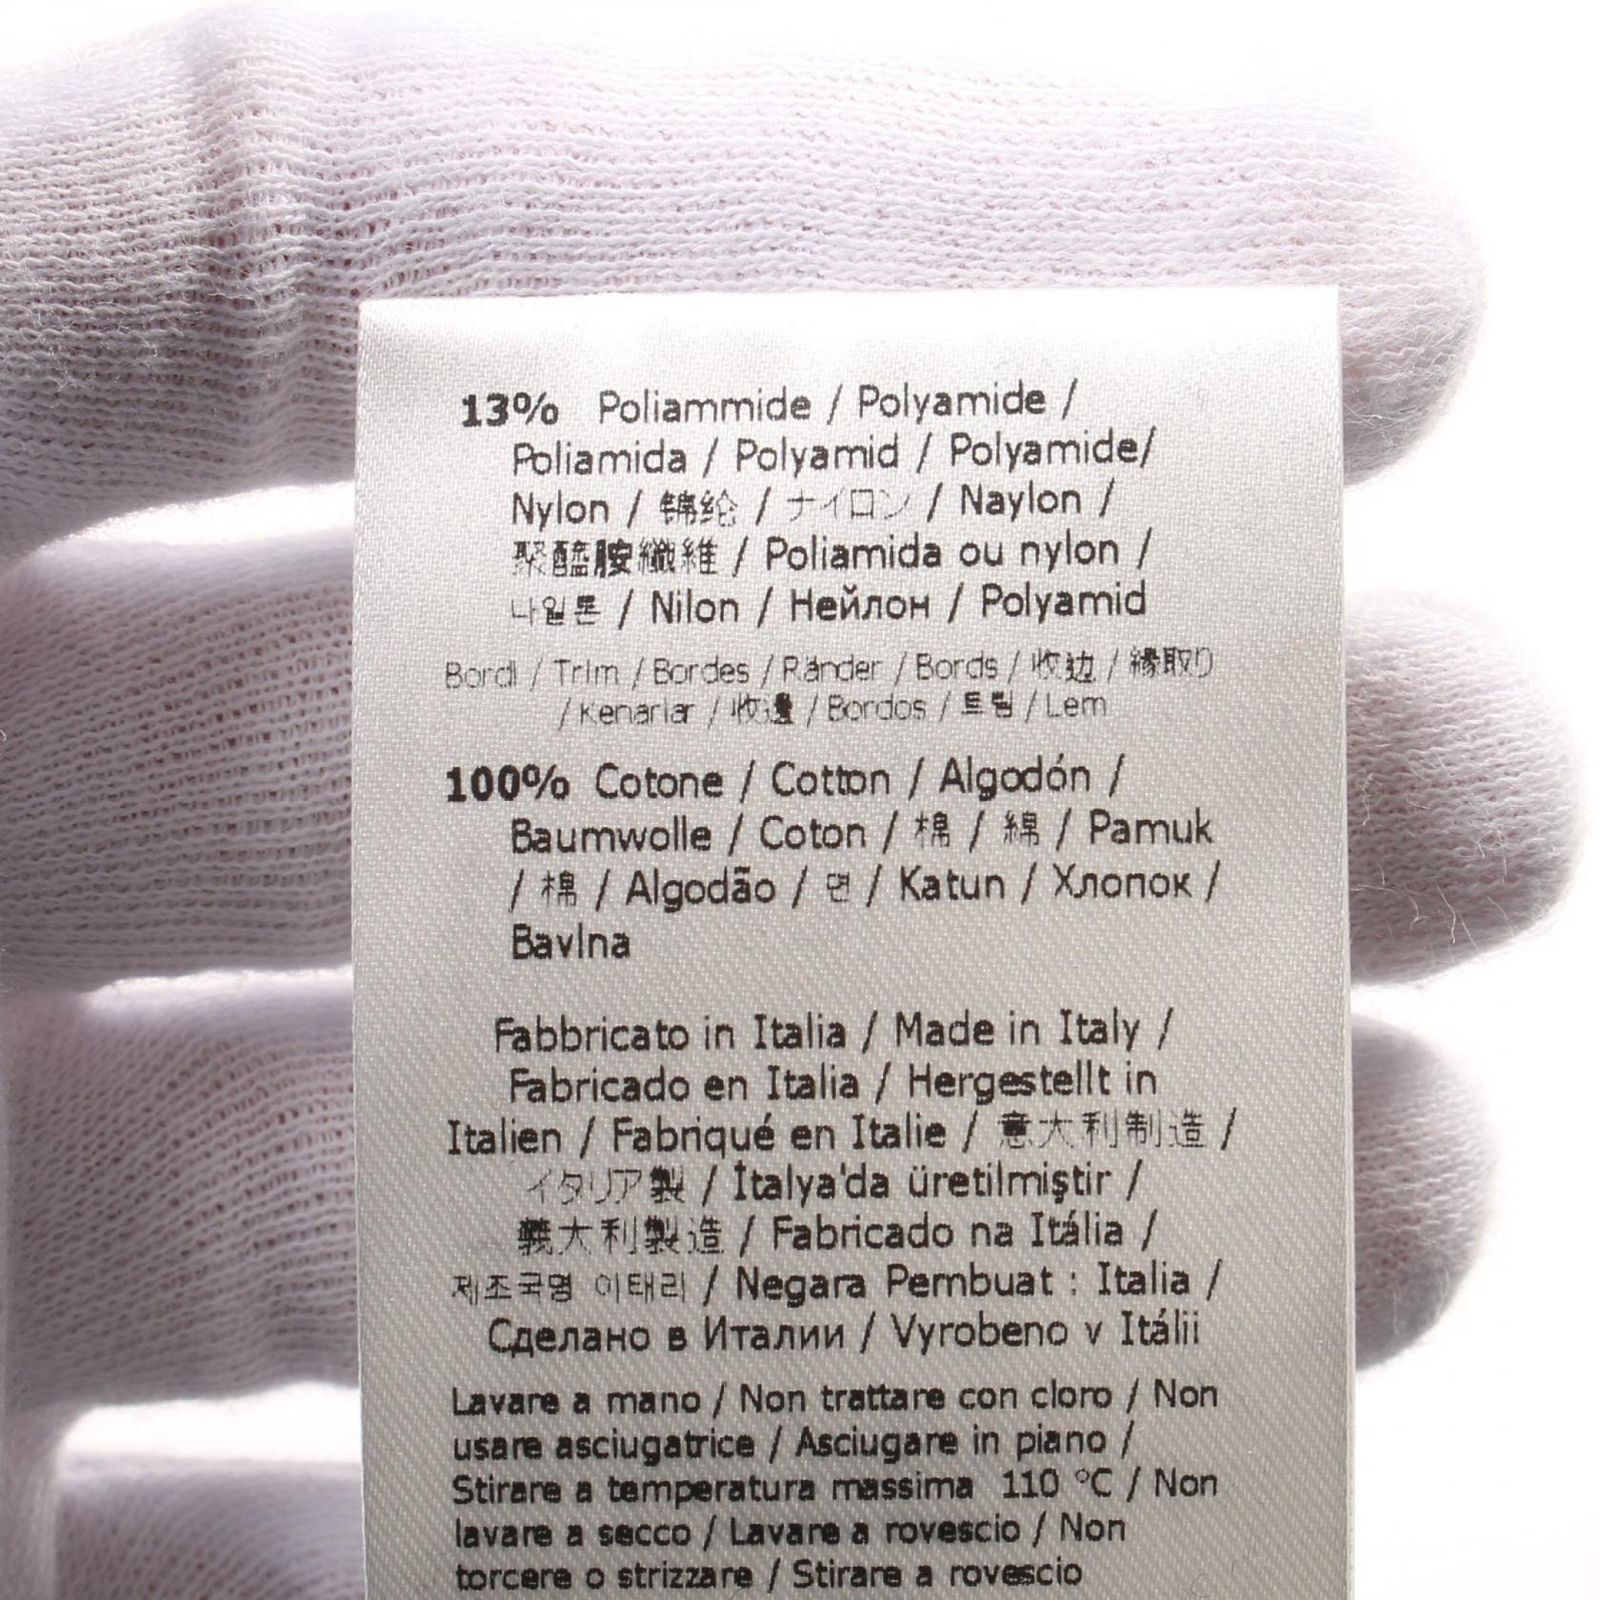 13% Poliammide / Polyamide /
Poliamida / Polyamid / Polyamide/
Nylon / 锦纶 / ナイロン / Naylon /
聚醯胺纖維 / Poliamida ou nylon /
나일론 / Nilon / Нейлон / Polyamid
Bordi / Trim / Bordes / Ränder / Bords / 收边 / 縁取り
/ Kenarlar / 收邊 / Bordos / 트림 / Lem
100% Cotone / Cotton / Algodón /
Baumwolle / Coton / 棉 / 綿 / Pamuk
/ 棉 / Algodão / 면 / Katun / Хлопок /
Bavlna
Fabbricato in Italia / Made in Italy /
Fabricado en Italia / Hergestellt in
Italien / Fabriqué en Italie / 意大利制造 /
イタリア製 / İtalya'da üretilmiştir /
義大利製造 / Fabricado na Itália /
제조국명 이태리 / Negara Pembuat : Italia /
Сделано в Италии / Vyrobeno v Itálii
Lavare a mano / Non trattare con cloro / Non
usare asciugatrice / Asciugare in piano /
Stirare a temperatura massima 110 °C / Non
lavare a secco / Lavare a rovescio / Non
torcere o strizzare / Stirare a rovescio